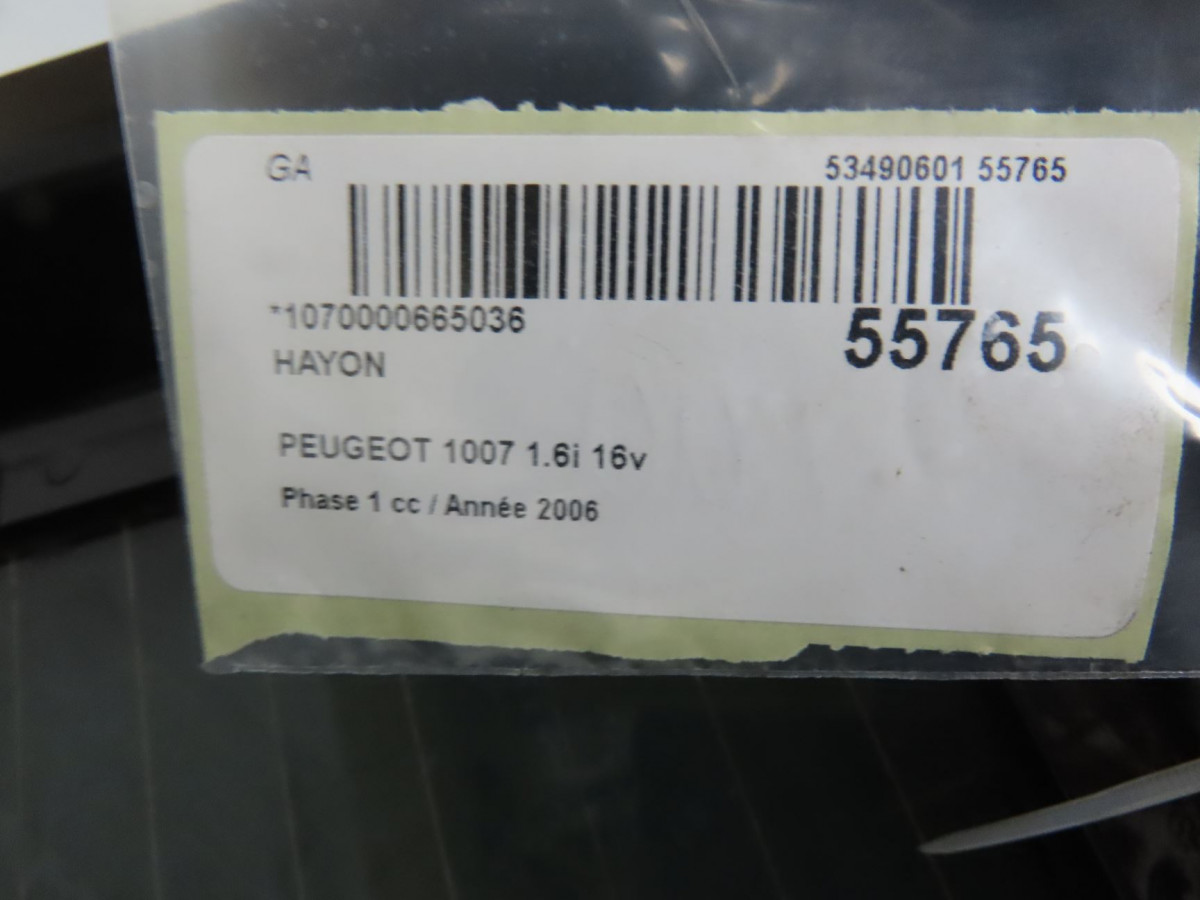 GA 53490601 55765
*1070000665036 55765
HAYON
PEUGEOT 1007 1.6i 16v
Phase 1 cc / Année 2006